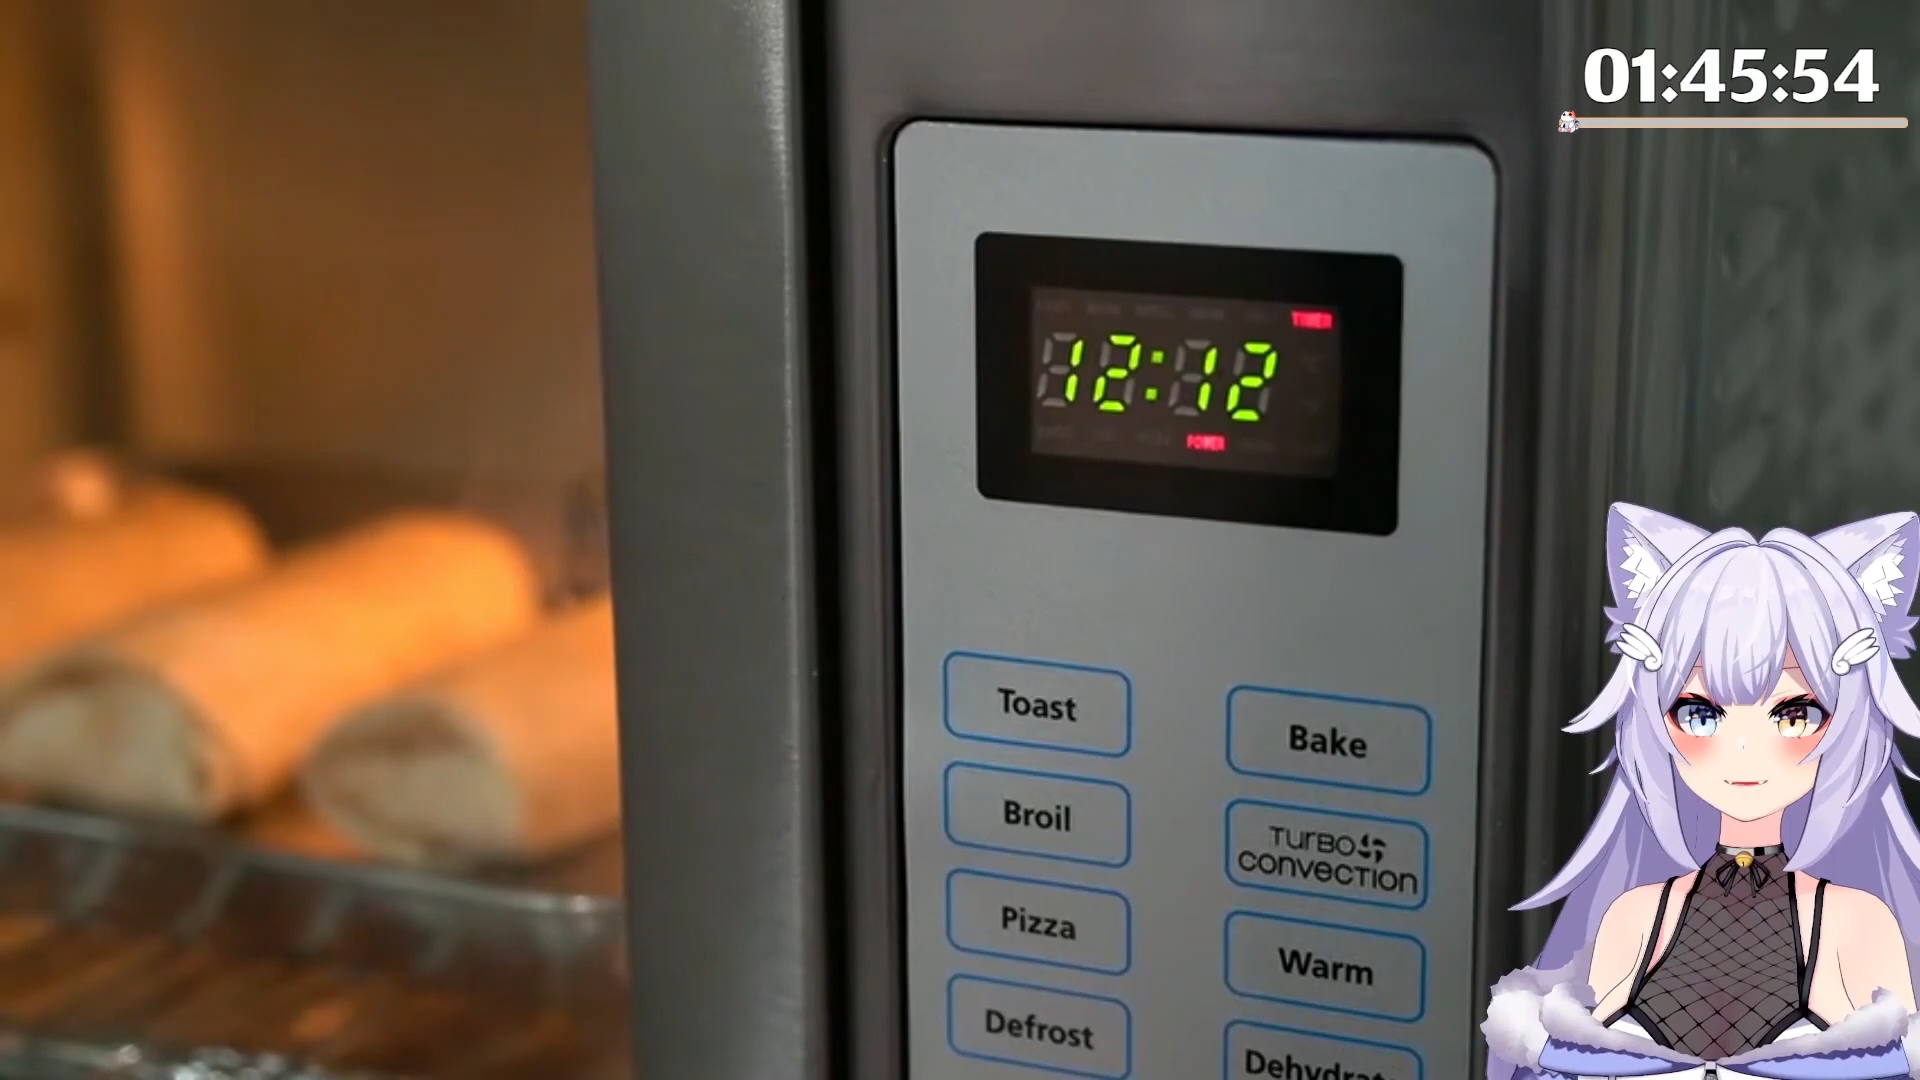 01:45:54
TIMER
12:12
POWER
Toast
Bake
Broil
TURBO
CONVECTION
Pizza
Warm
Defrost